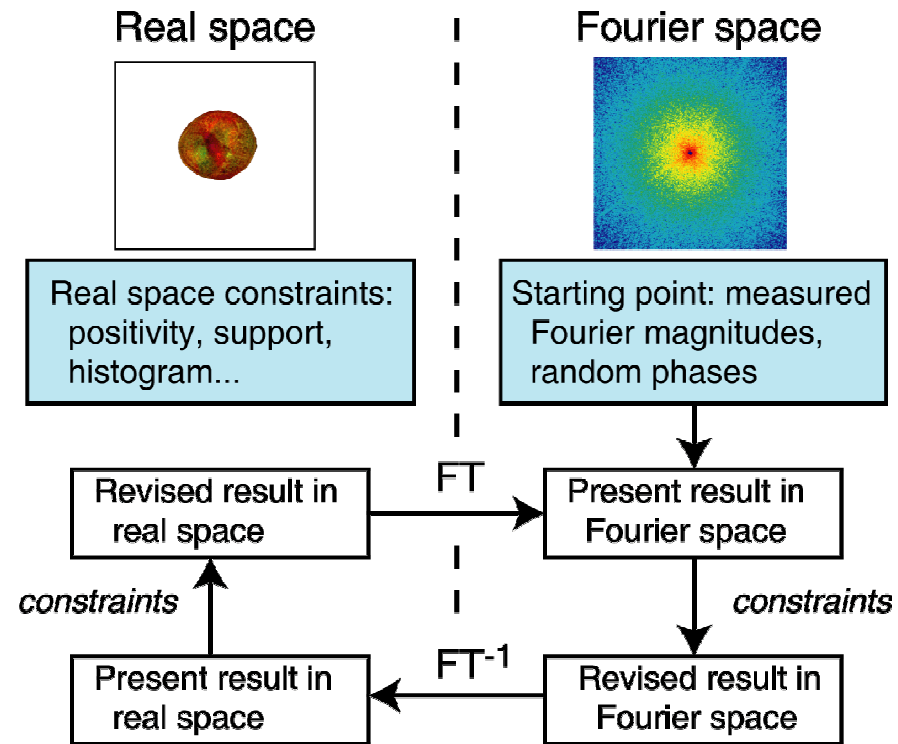 Real space
Fourier space
Real space constraints:
positivity, support,
histogram...
Starting point: measured
Fourier magnitudes,
random phases
Revised result in
real space
FT
Present result in
Fourier space
constraints
constraints
Present result in
real space
FT-1
Revised result in
Fourier space